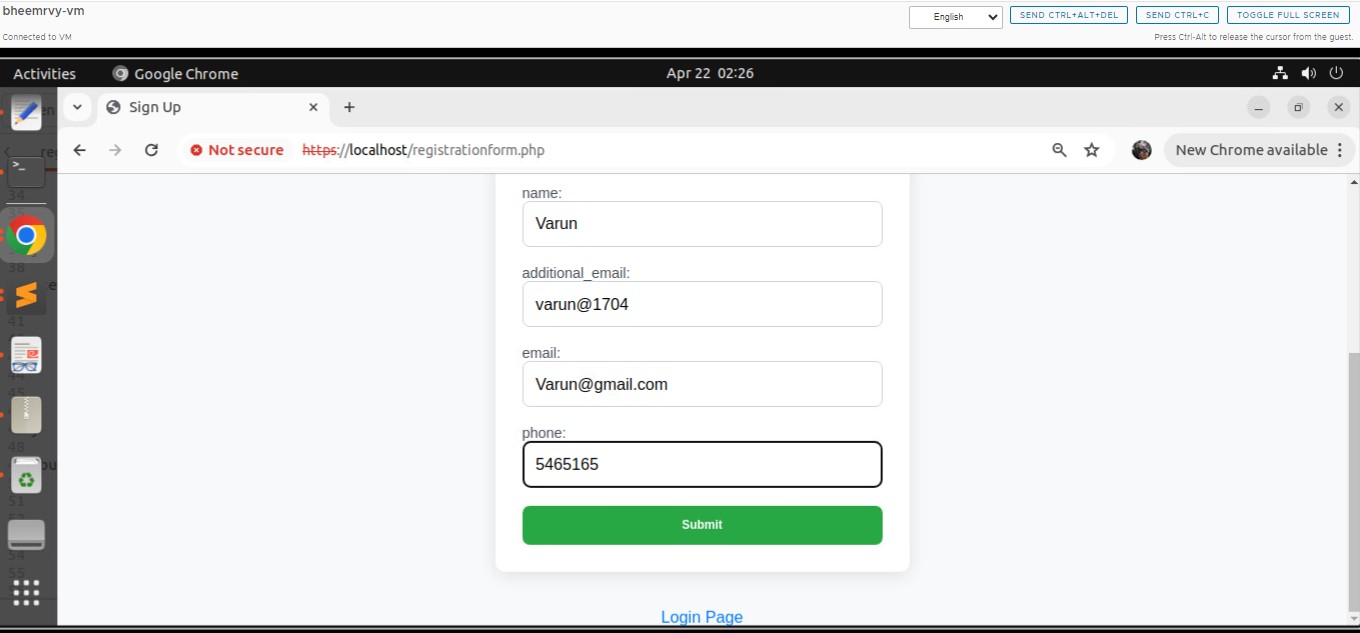 bheemrvy-vm
English
SEND CTRL+ALT+DEL
SEND CTRL+C
TOGGLE FULL SCREEN
Connected to VM
Press Ctrl-Alt to release the cursor from the guest.
Activities
Google Chrome
Apr 22 02:26
Sign Up
Not secure
https://localhost/registrationform.php
New Chrome available
name:
Varun
additional_email:
varun@1704
email:
Varun@gmail.com
phone:
5465165
Submit
Login Page